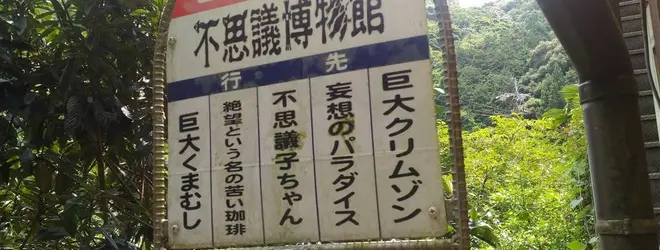 不思議博物館
行先
巨大クリムゾン
妄想のパラダイス
不思議子ちゃん
絶望という名の苦い珈琲
巨大くまむし